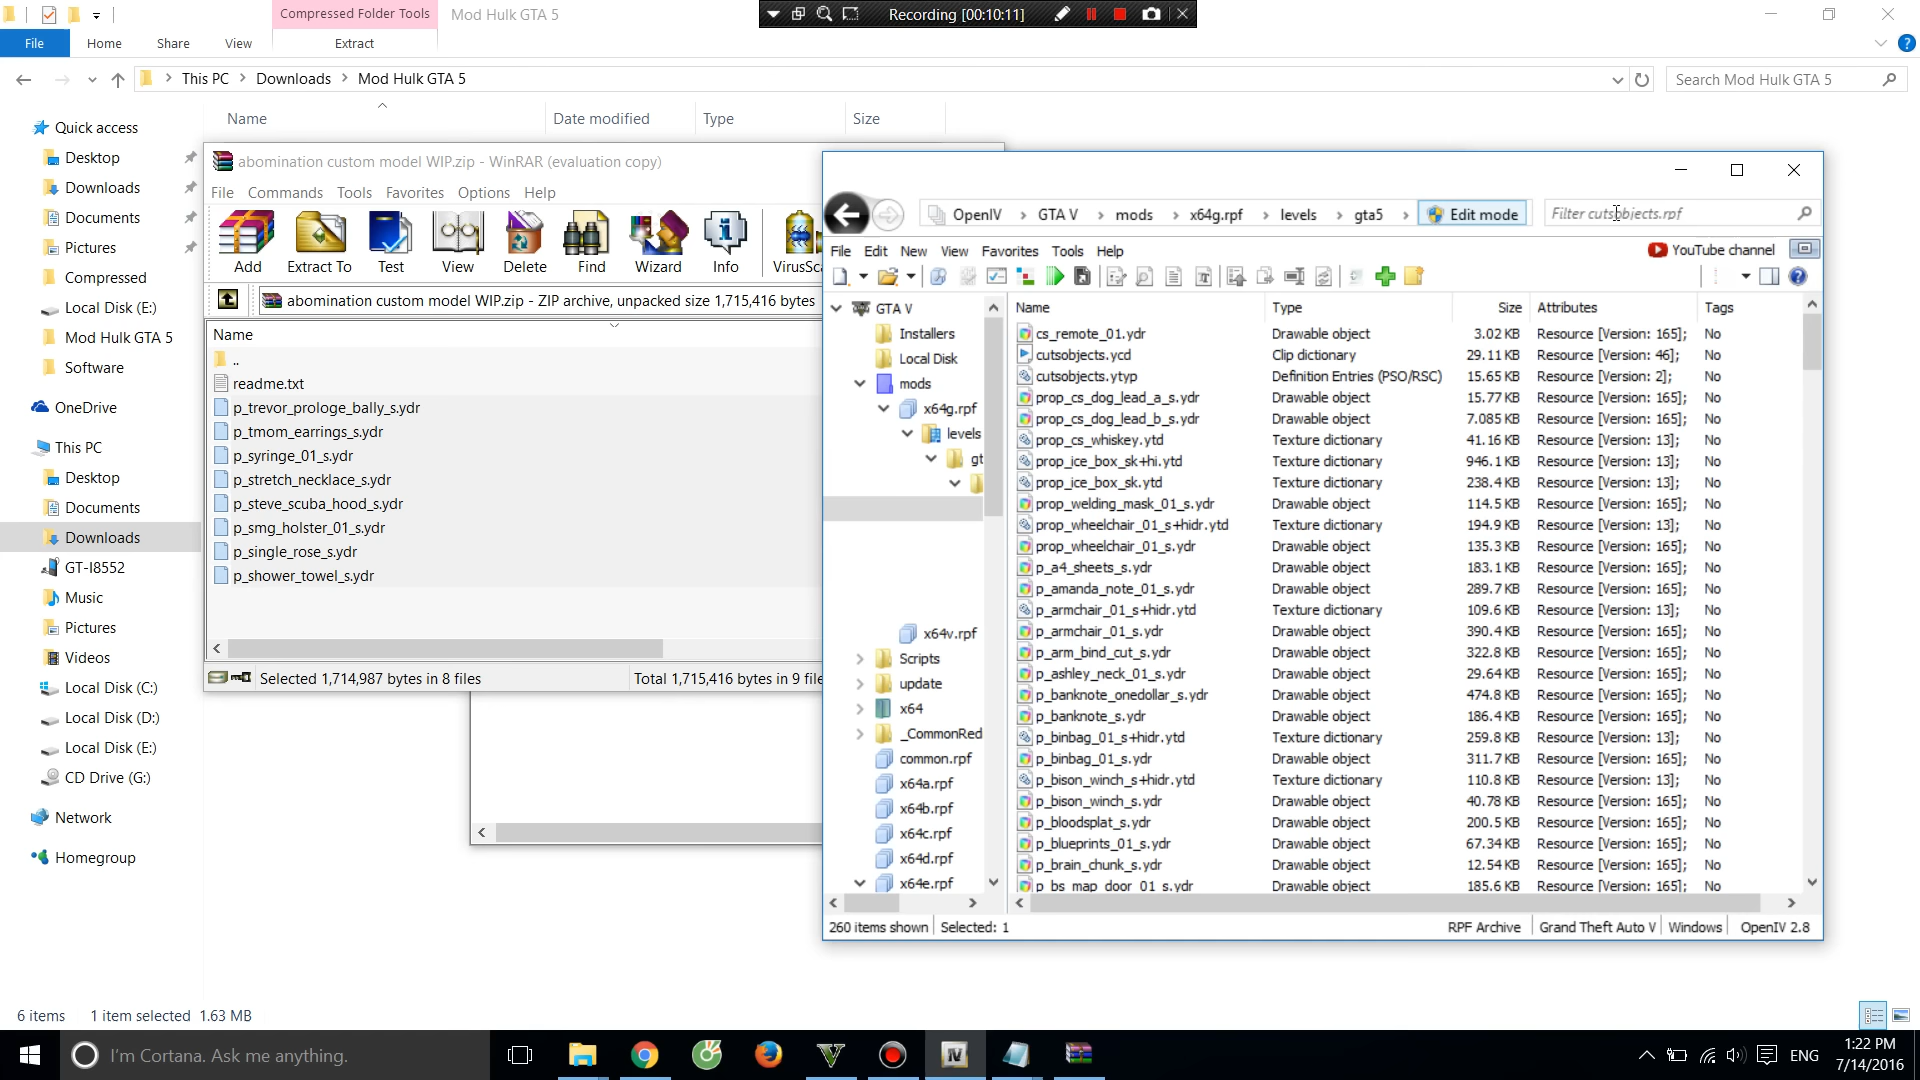 Compressed Folder Tools
Mod Hulk GTA 5
Recording [00:10:11]
File
Home
Share
View
Extract
This PC
Downloads
Mod Hulk GTA 5
Search Mod Hulk GTA 5
Name
Date modified
Type
Size
Quick access
Desktop
Downloads
Documents
Pictures
Compressed
Local Disk (E:)
Mod Hulk GTA 5
Software
OneDrive
This PC
Desktop
Documents
Downloads
GT-I8552
Music
Pictures
Videos
Local Disk (C:)
Local Disk (D:)
Local Disk (E:)
CD Drive (G:)
Network
Homegroup
6 items
1 item selected 1.63 MB
abomination custom model WIP.zip - WinRAR (evaluation copy)
File Commands Tools Favorites Options Help
Add
Extract To
Test
View
Delete
Find
Wizard
Info
VirusSca
abomination custom model WIP.zip - ZIP archive, unpacked size 1,715,416 bytes
Name
..
readme.txt
p_trevor_prologe_bally_s.ydr
p_tmom_earrings_s.ydr
p_syringe_01_s.ydr
p_stretch_necklace_s.ydr
p_steve_scuba_hood_s.ydr
p_smg_holster_01_s.ydr
p_single_rose_s.ydr
p_shower_towel_s.ydr
Selected 1,714,987 bytes in 8 files
Total 1,715,416 bytes in 9 file
OpenIV
GTA V
mods
x64g.rpf
levels
gta5
Edit mode
Filter cutsobjects.rpf
File Edit New View Favorites Tools Help
YouTube channel
GTA V
Installers
Local Disk
mods
x64g.rpf
levels
gt
x64v.rpf
Scripts
update
x64
_CommonRed
common.rpf
x64a.rpf
x64b.rpf
x64c.rpf
x64d.rpf
x64e.rpf
Name Type Size Attributes Tags
cs_remote_01.ydr Drawable object 3.02 KB Resource [Version: 165]; No
cutsobjects.ycd Clip dictionary 29.11 KB Resource [Version: 46]; No
cutsobjects.ytyp Definition Entries (PSO/RSC) 15.65 KB Resource [Version: 2]; No
prop_cs_dog_lead_a_s.ydr Drawable object 15.77 KB Resource [Version: 165]; No
prop_cs_dog_lead_b_s.ydr Drawable object 7.085 KB Resource [Version: 165]; No
prop_cs_whiskey.ytd Texture dictionary 41.16 KB Resource [Version: 13]; No
prop_ice_box_sk+hi.ytd Texture dictionary 946.1 KB Resource [Version: 13]; No
prop_ice_box_sk.ytd Texture dictionary 238.4 KB Resource [Version: 13]; No
prop_welding_mask_01_s.ydr Drawable object 114.5 KB Resource [Version: 165]; No
prop_wheelchair_01_s+hidr.ytd Texture dictionary 194.9 KB Resource [Version: 13]; No
prop_wheelchair_01_s.ydr Drawable object 135.3 KB Resource [Version: 165]; No
p_a4_sheets_s.ydr Drawable object 183.1 KB Resource [Version: 165]; No
p_amanda_note_01_s.ydr Drawable object 289.7 KB Resource [Version: 165]; No
p_armchair_01_s+hidr.ytd Texture dictionary 109.6 KB Resource [Version: 13]; No
p_armchair_01_s.ydr Drawable object 390.4 KB Resource [Version: 165]; No
p_arm_bind_cut_s.ydr Drawable object 322.8 KB Resource [Version: 165]; No
p_ashley_neck_01_s.ydr Drawable object 29.64 KB Resource [Version: 165]; No
p_banknote_onedollar_s.ydr Drawable object 474.8 KB Resource [Version: 165]; No
p_banknote_s.ydr Drawable object 186.4 KB Resource [Version: 165]; No
p_binbag_01_s+hidr.ytd Texture dictionary 259.8 KB Resource [Version: 13]; No
p_binbag_01_s.ydr Drawable object 311.7 KB Resource [Version: 165]; No
p_bison_winch_s+hidr.ytd Texture dictionary 110.8 KB Resource [Version: 13]; No
p_bison_winch_s.ydr Drawable object 40.78 KB Resource [Version: 165]; No
p_bloodsplat_s.ydr Drawable object 200.5 KB Resource [Version: 165]; No
p_blueprints_01_s.ydr Drawable object 67.34 KB Resource [Version: 165]; No
p_brain_chunk_s.ydr Drawable object 12.54 KB Resource [Version: 165]; No
p_bs_map_door_01_s.ydr Drawable object 185.6 KB Resource [Version: 165]; No
260 items shown
Selected: 1
RPF Archive
Grand Theft Auto V
Windows
OpenIV 2.8
I'm Cortana. Ask me anything.
ENG
1:22 PM
7/14/2016